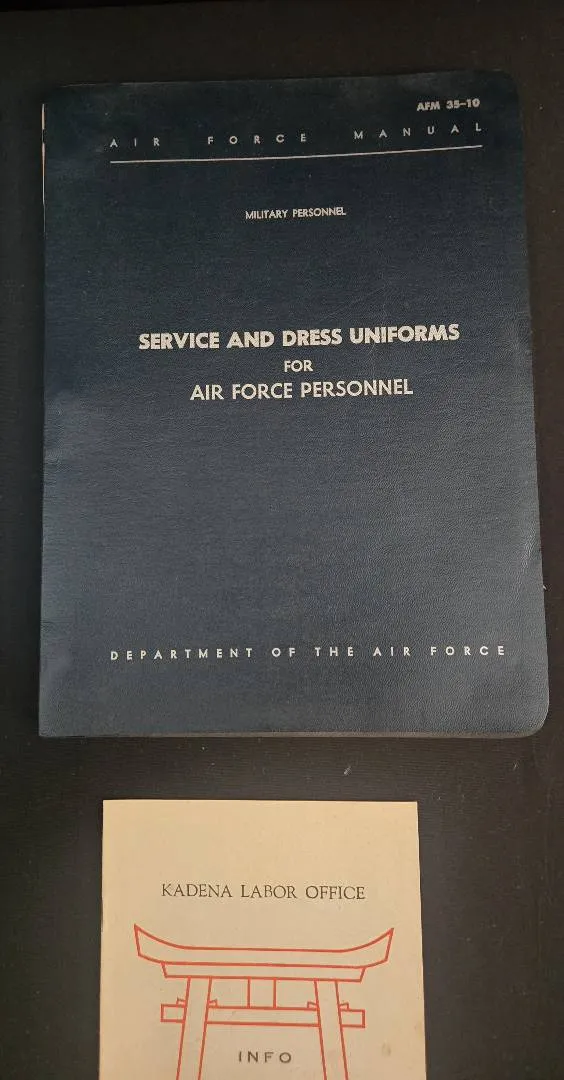 AFM 35-10
AIR FORCE MANUAL
MILITARY PERSONNEL
SERVICE AND DRESS UNIFORMS
FOR
AIR FORCE PERSONNEL
DEPARTMENT OF THE AIR FORCE
KADENA LABOR OFFICE
INFO